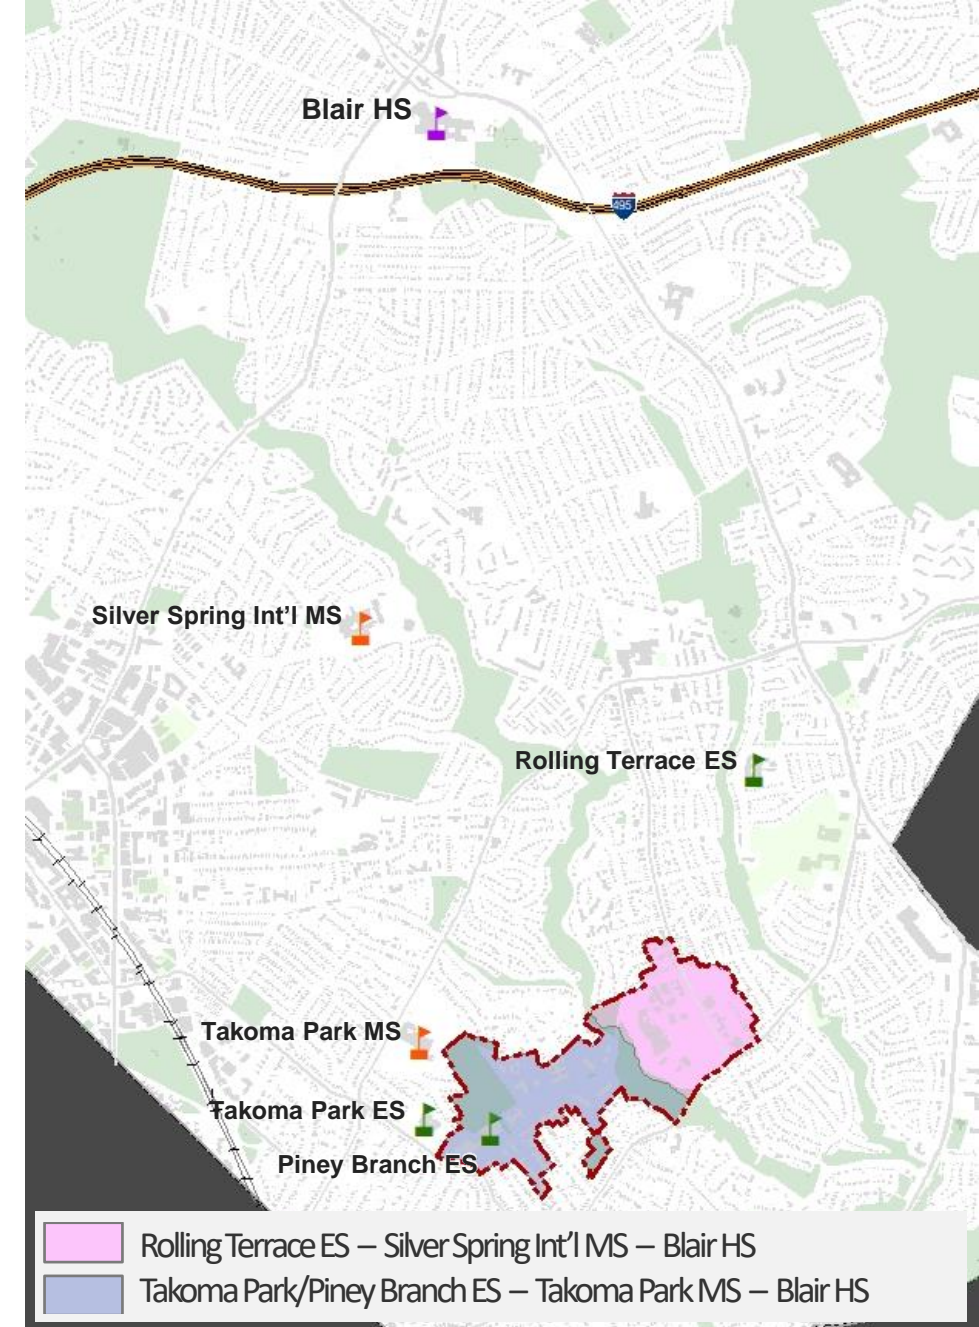 Blair HS
495
Silver Spring Int'l MS
Rolling Terrace ES
Takoma Park MS
Takoma Park ES
Piney Branch ES
Rolling Terrace ES – Silver Spring Int'l MS – Blair HS
Takoma Park/Piney Branch ES – Takoma Park MS – Blair HS